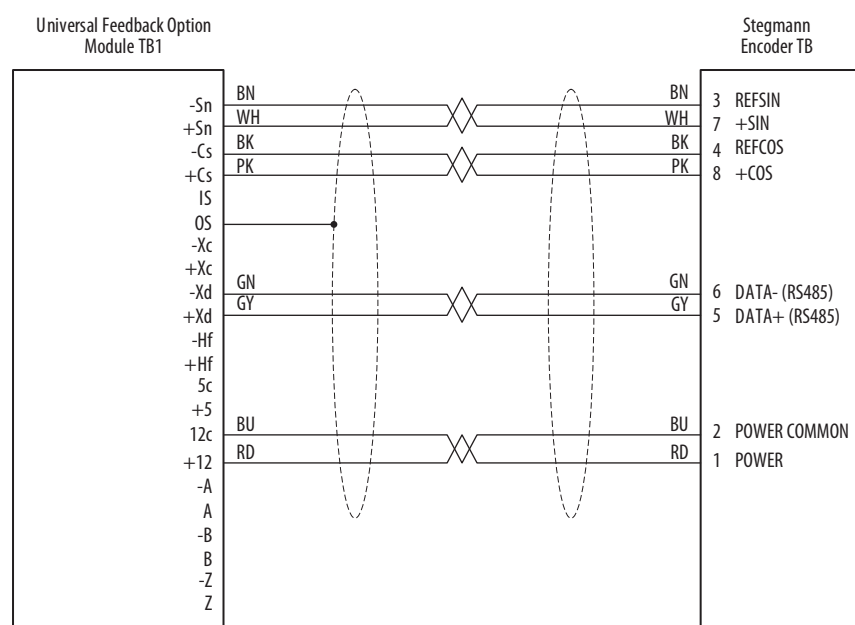 Universal Feedback Option
Module TB1
Stegmann
Encoder TB
-Sn BN BN 3 REFSIN
+Sn WH WH 7 +SIN
-Cs BK BK 4 REFCOS
+Cs PK PK 8 +COS
IS
OS
-Xc
+Xc
-Xd GN GN 6 DATA- (RS485)
+Xd GY GY 5 DATA+ (RS485)
-Hf
+Hf
5c
+5
12c BU BU 2 POWER COMMON
+12 RD RD 1 POWER
-A
A
-B
B
-Z
Z